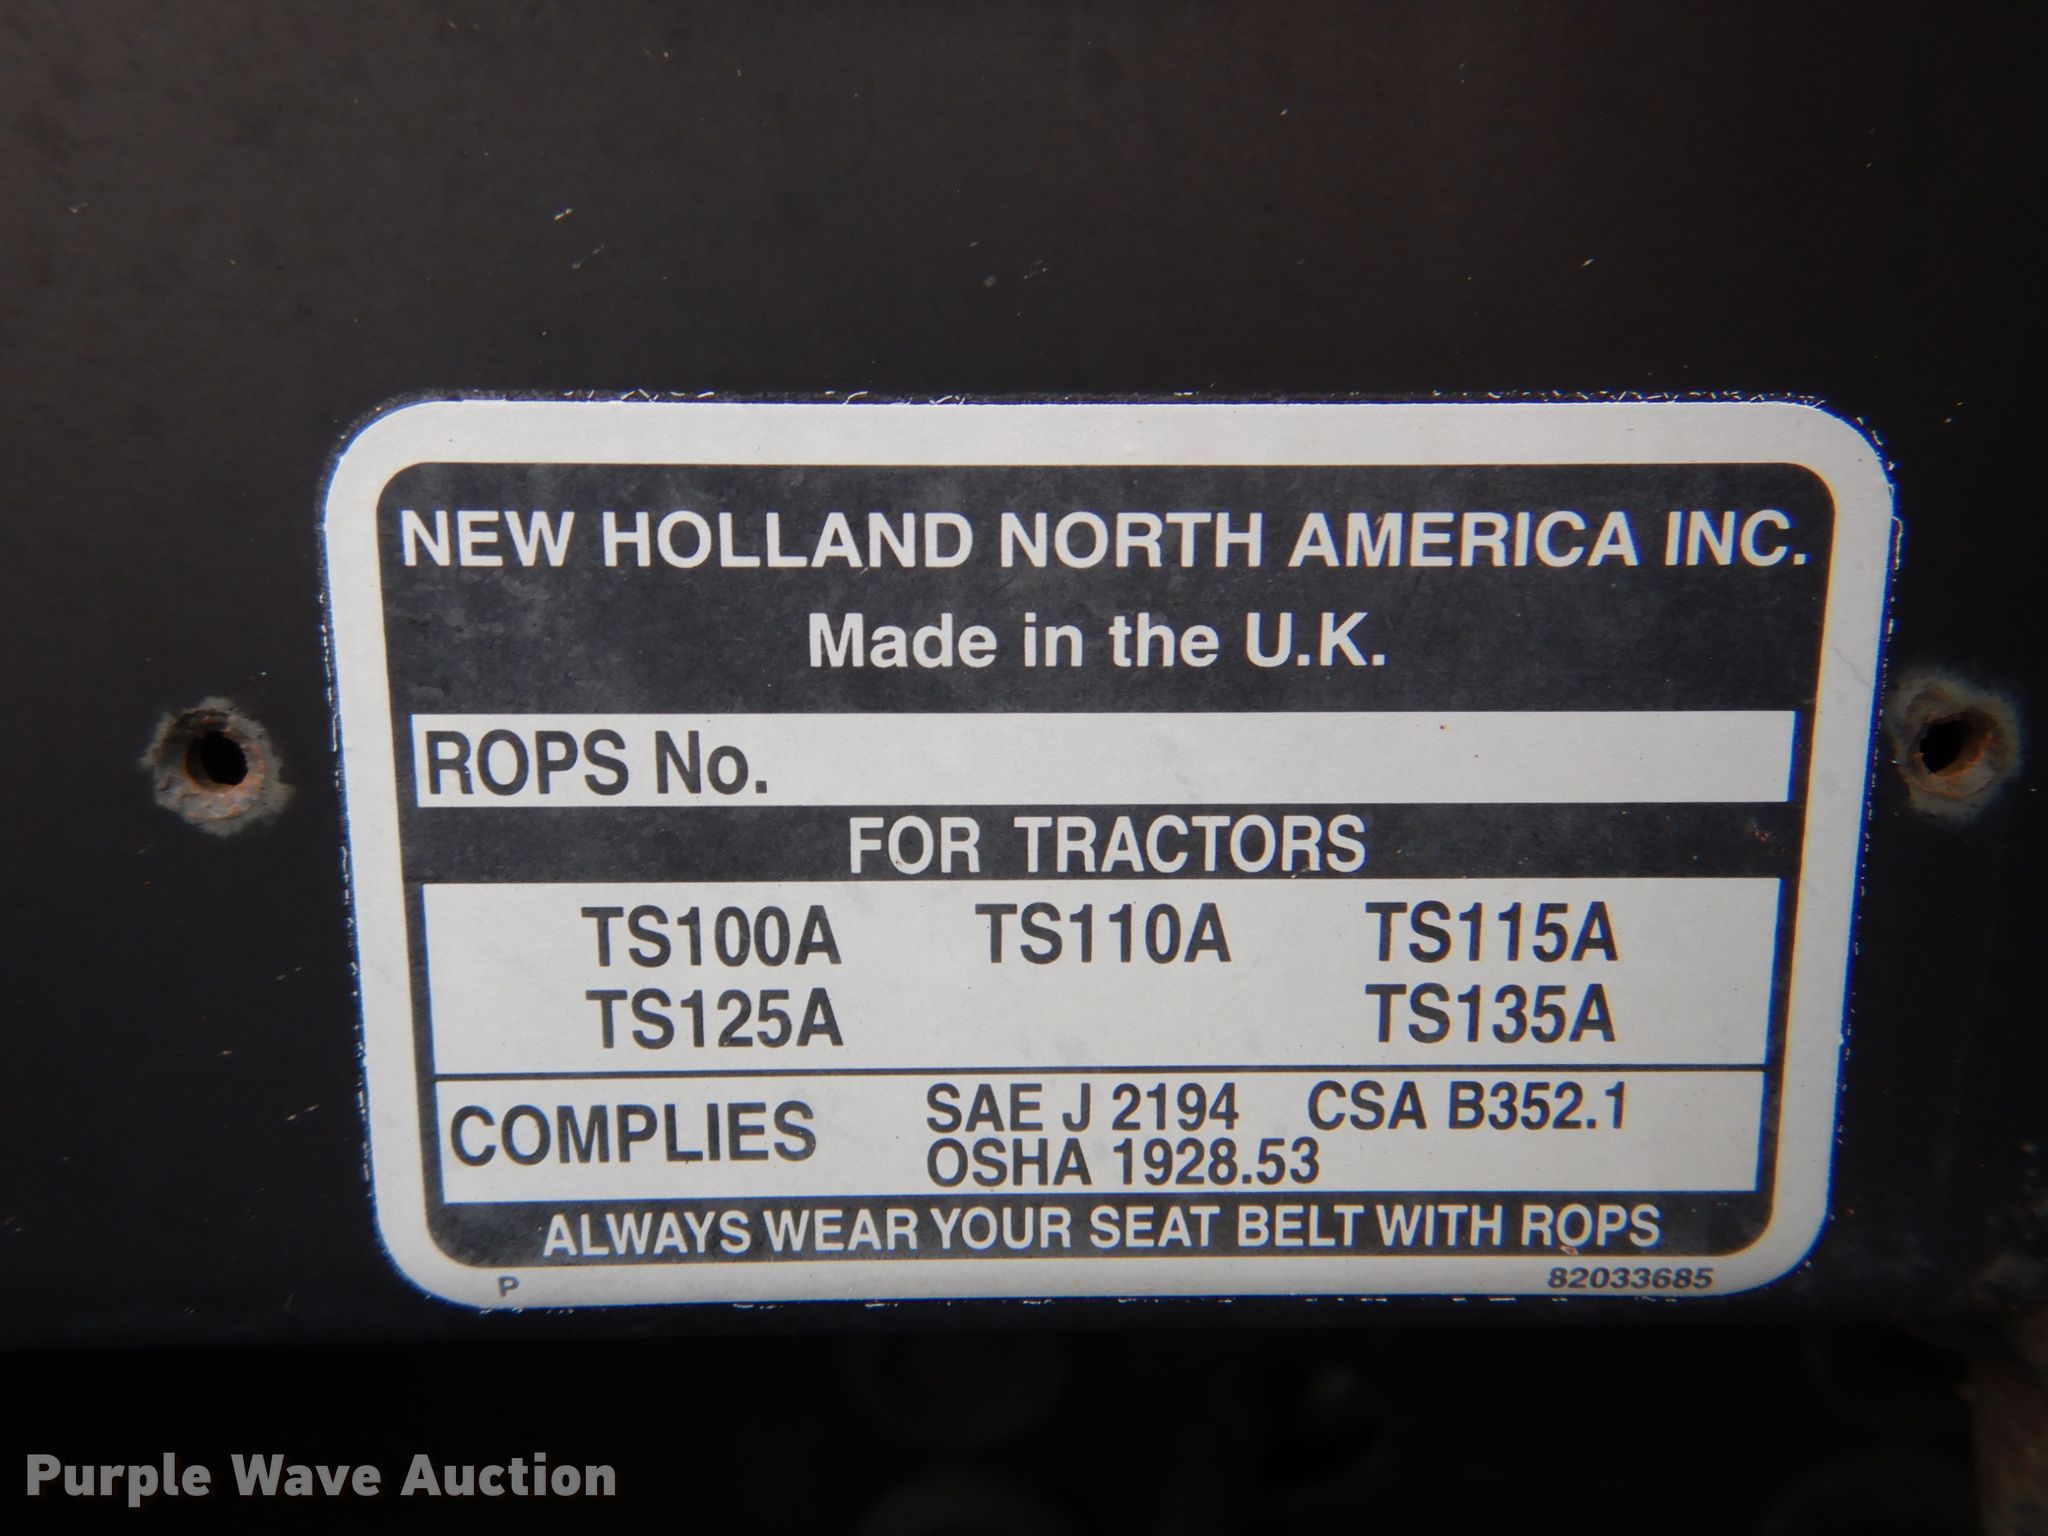 NEW HOLLAND NORTH AMERICA INC.
Made in the U.K.
ROPS No.
FOR TRACTORS
TS100A TS110A TS115A
TS125A TS135A
COMPLIES SAE J 2194 CSA B352.1
OSHA 1928.53
ALWAYS WEAR YOUR SEAT BELT WITH ROPS
P 82033685
Purple Wave Auction